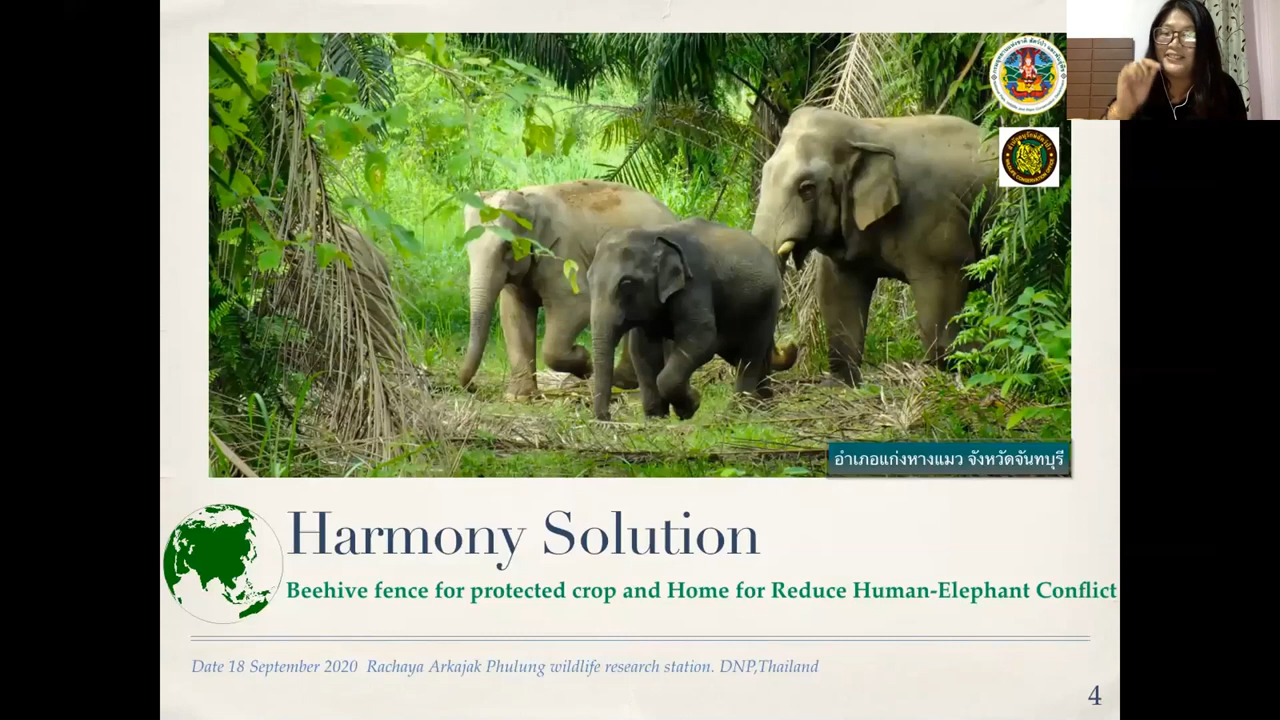 อำเภอแก่งหางแมว จังหวัดจันทบุรี
Harmony Solution
Beehive fence for protected crop and Home for Reduce Human-Elephant Conflict
Date 18 September 2020 Rachaya Arkajak Phulung wildlife research station. DNP,Thailand
4